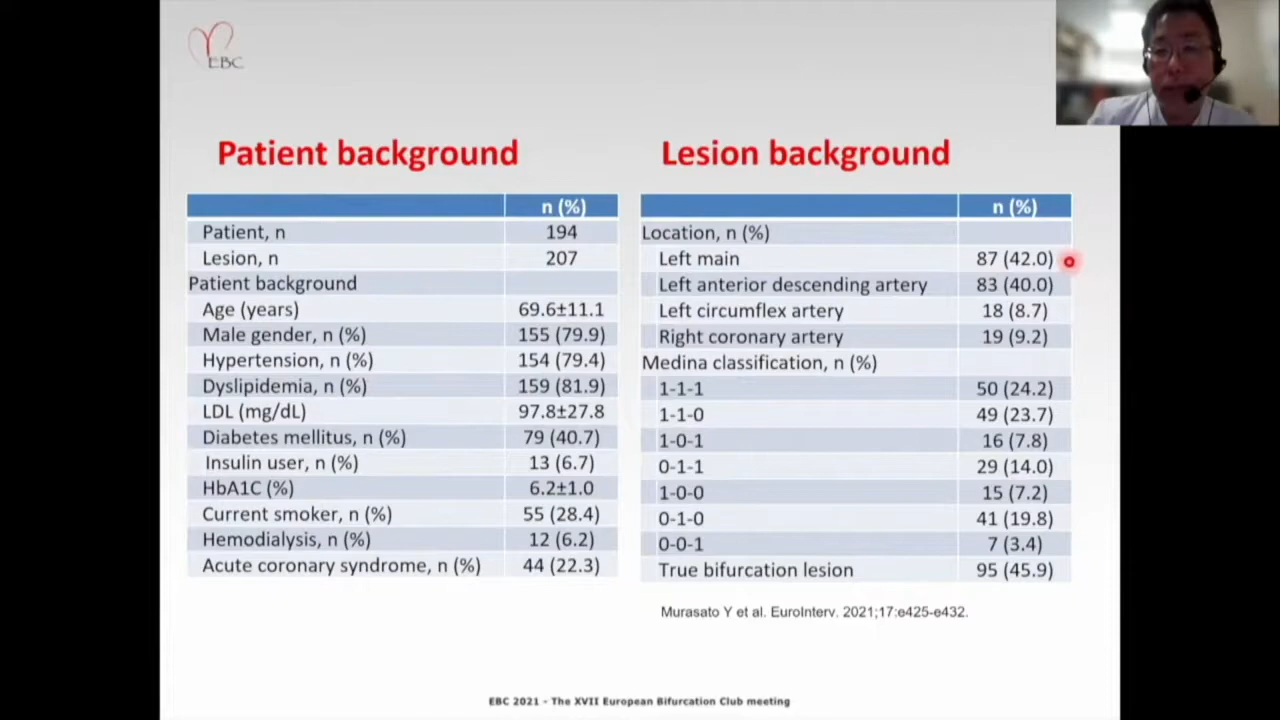 EBC
Patient background
n (%)
Patient, n 194
Lesion, n 207
Patient background
Age (years) 69.6±11.1
Male gender, n (%) 155 (79.9)
Hypertension, n (%) 154 (79.4)
Dyslipidemia, n (%) 159 (81.9)
LDL (mg/dL) 97.8±27.8
Diabetes mellitus, n (%) 79 (40.7)
Insulin user, n (%) 13 (6.7)
HbA1C (%) 6.2±1.0
Current smoker, n (%) 55 (28.4)
Hemodialysis, n (%) 12 (6.2)
Acute coronary syndrome, n (%) 44 (22.3)
Lesion background
n (%)
Location, n (%)
Left main 87 (42.0)
Left anterior descending artery 83 (40.0)
Left circumflex artery 18 (8.7)
Right coronary artery 19 (9.2)
Medina classification, n (%)
1-1-1 50 (24.2)
1-1-0 49 (23.7)
1-0-1 16 (7.8)
0-1-1 29 (14.0)
1-0-0 15 (7.2)
0-1-0 41 (19.8)
0-0-1 7 (3.4)
True bifurcation lesion 95 (45.9)
Murasato Y et al. EuroInterv. 2021;17:e425-e432.
EBC 2021 - The XVII European Bifurcation Club meeting